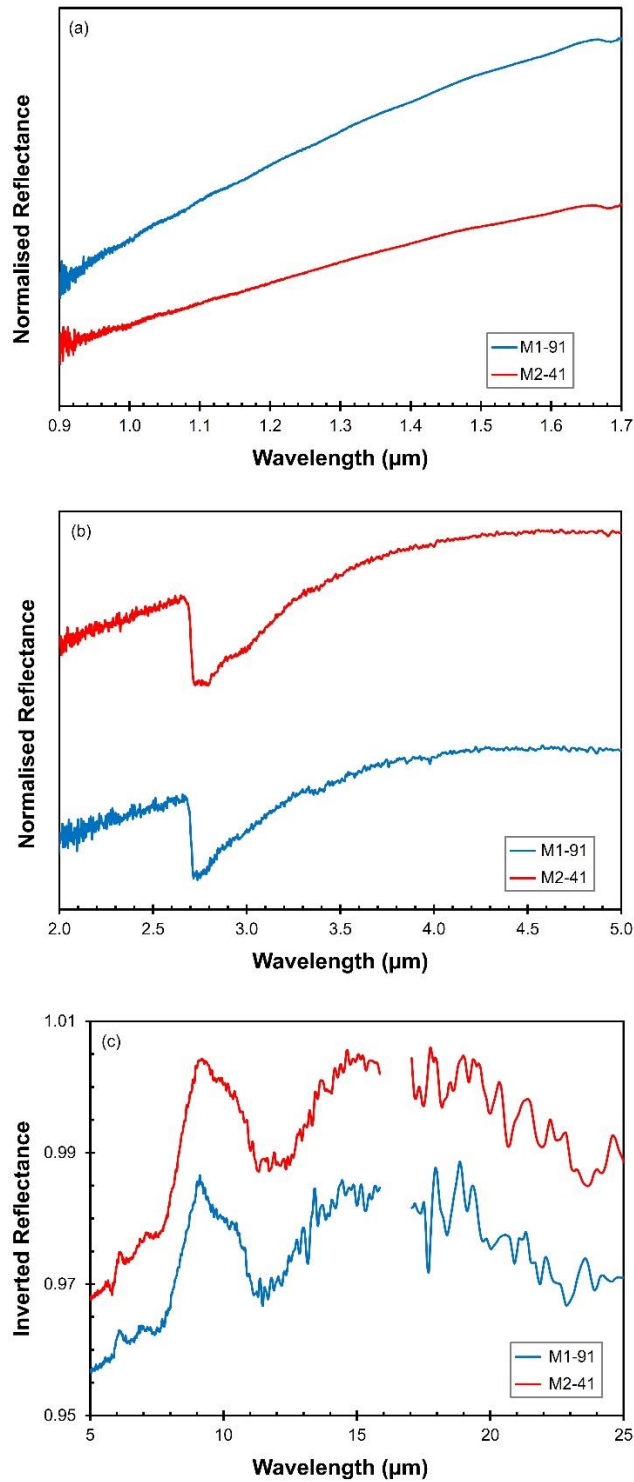 (a)
Normalised Reflectance
M1-91
M2-41
0.9 1.0 1.1 1.2 1.3 1.4 1.5 1.6 1.7
Wavelength (µm)
(b)
Normalised Reflectance
M1-91
M2-41
2.0 2.5 3.0 3.5 4.0 4.5 5.0
Wavelength (µm)
1.01
(c)
0.99
Inverted Reflectance
0.97
M1-91
M2-41
0.95
5 10 15 20 25
Wavelength (µm)